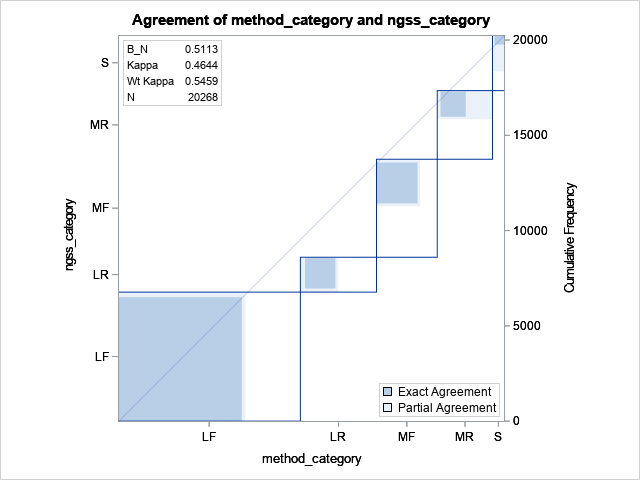 Agreement of method_category and ngss_category
B_N 0.5113
Kappa 0.4644
Wt Kappa 0.5459
N 20268
S
MR
MF
LR
LF
ngss_category
20000
15000
10000
5000
0
Cumulative Frequency
Exact Agreement
Partial Agreement
LF LR MF MR S
method_category